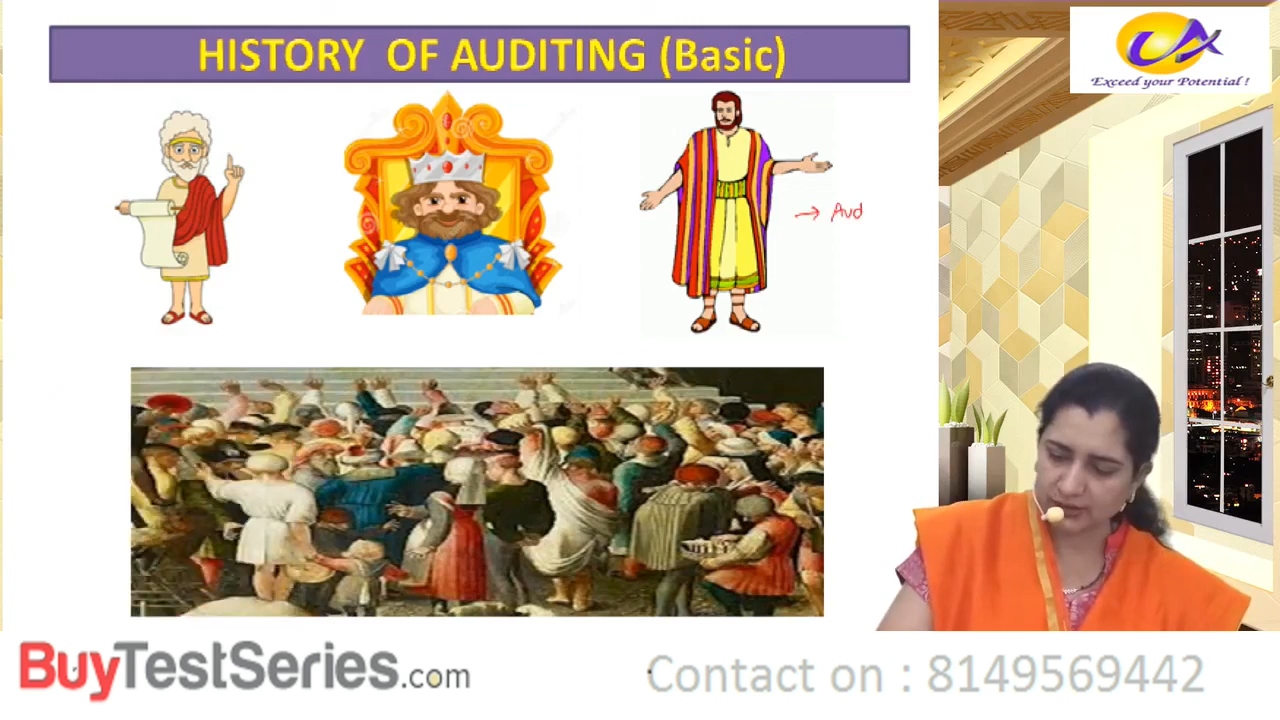 HISTORY OF AUDITING (Basic)
Exceed your Potential !
→ Aud
BuyTestSeries.com
Contact on : 8149569442